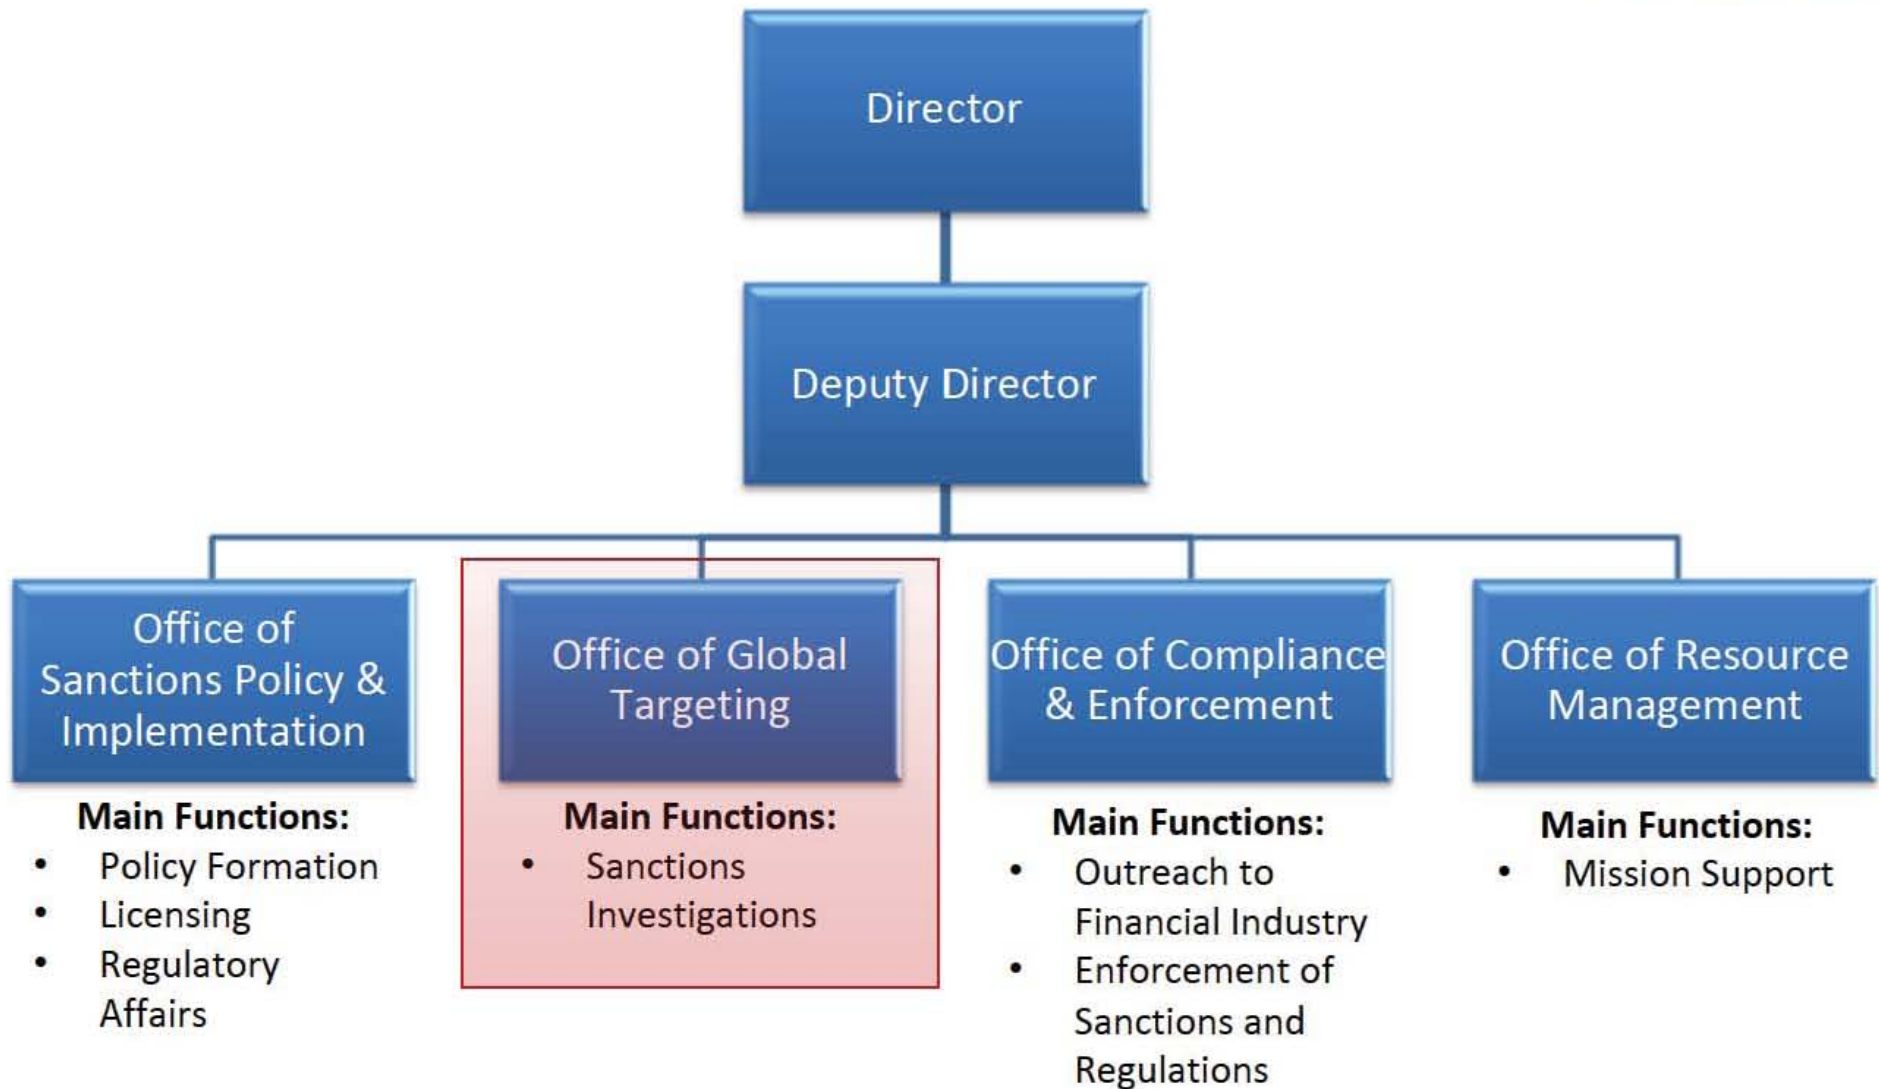 Director
Deputy Director
Office of
Sanctions Policy &
Implementation
Main Functions:
• Policy Formation
• Licensing
• Regulatory
Affairs
Office of Global
Targeting
Main Functions:
• Sanctions
Investigations
Office of Compliance
& Enforcement
Main Functions:
• Outreach to
Financial Industry
• Enforcement of
Sanctions and
Regulations
Office of Resource
Management
Main Functions:
• Mission Support